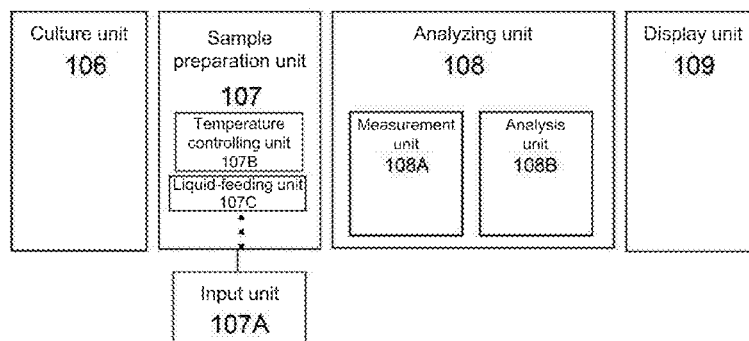 Culture unit
106
Sample
preparation unit
107
Temperature
controlling unit
107B
Liquid-feeding unit
107C
Input unit
107A
Analyzing unit
108
Measurement
unit
108A
Analysis
unit
108B
Display unit
109